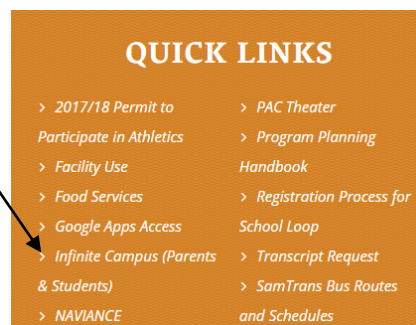 QUICK LINKS
> 2017/18 Permit to
Participate in Athletics
> Facility Use
> Food Services
> Google Apps Access
> Infinite Campus (Parents
& Students)
> NAVIANCE
> PAC Theater
> Program Planning
Handbook
> Registration Process for
School Loop
> Transcript Request
> SamTrans Bus Routes
and Schedules